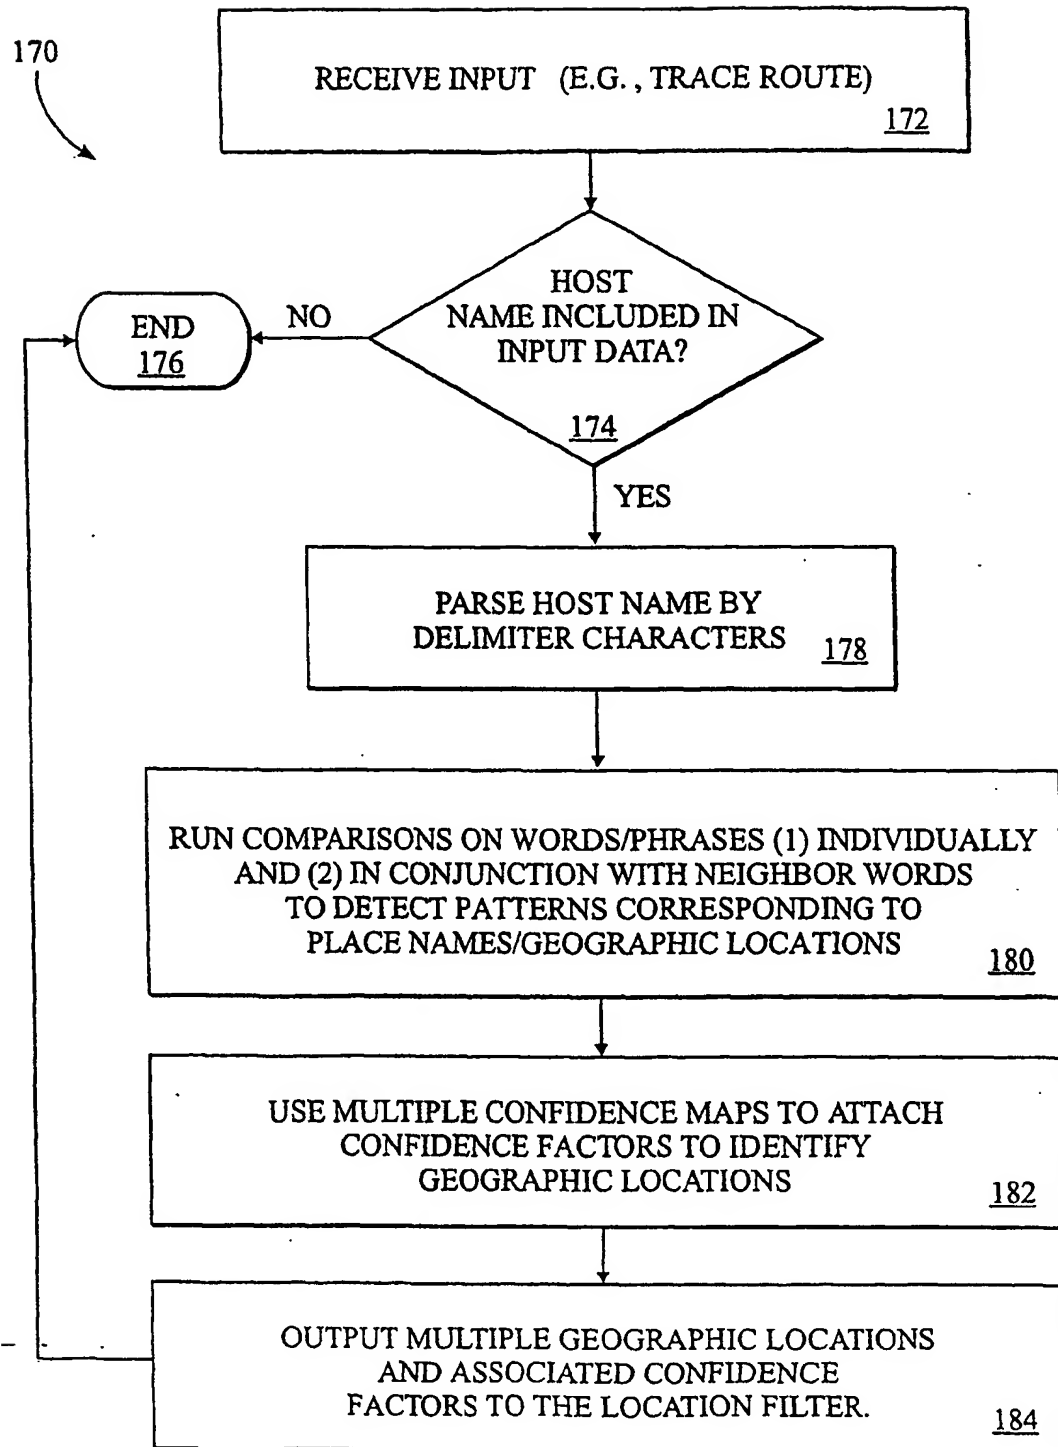 170
RECEIVE INPUT (E.G. , TRACE ROUTE)
172
HOST
NAME INCLUDED IN
INPUT DATA?
174
NO
END
176
YES
PARSE HOST NAME BY
DELIMITER CHARACTERS
178
RUN COMPARISONS ON WORDS/PHRASES (1) INDIVIDUALLY
AND (2) IN CONJUNCTION WITH NEIGHBOR WORDS
TO DETECT PATTERNS CORRESPONDING TO
PLACE NAMES/GEOGRAPHIC LOCATIONS
180
USE MULTIPLE CONFIDENCE MAPS TO ATTACH
CONFIDENCE FACTORS TO IDENTIFY
GEOGRAPHIC LOCATIONS
182
OUTPUT MULTIPLE GEOGRAPHIC LOCATIONS
AND ASSOCIATED CONFIDENCE
FACTORS TO THE LOCATION FILTER.
184